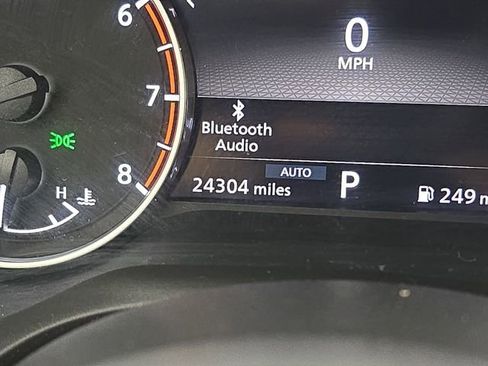 6
0
MPH
7
Bluetooth
Audio
AUTO
8
24304 miles
P
249 m
H